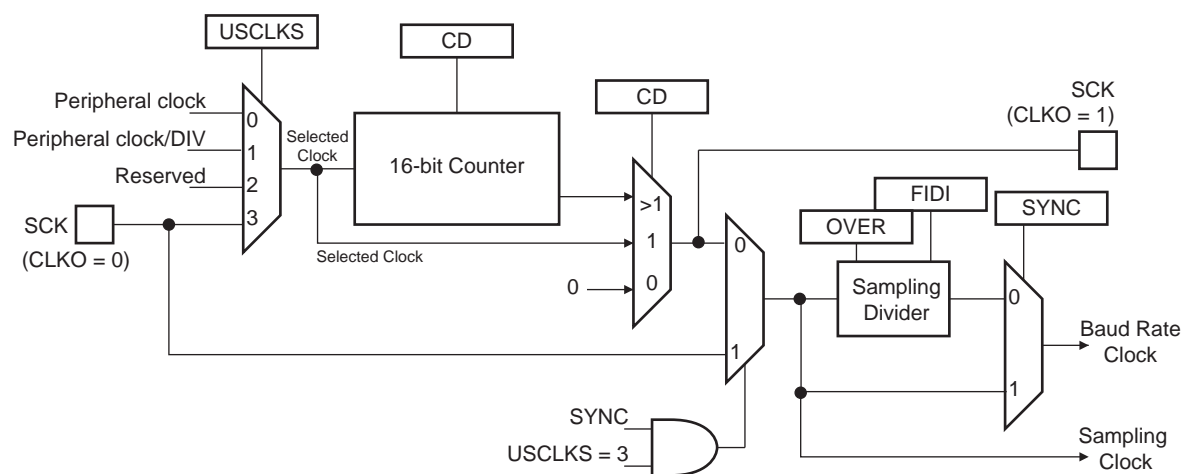 USCLKS
CD
Peripheral clock
Peripheral clock/DIV
Reserved
SCK
(CLKO = 0)
0
1
2
3
Selected
Clock
16-bit Counter
Selected Clock
CD
>1
1
0
0
SCK
(CLKO = 1)
0
1
SYNC
USCLKS = 3
OVER
FIDI
SYNC
Sampling
Divider
0
1
Baud Rate
Clock
Sampling
Clock